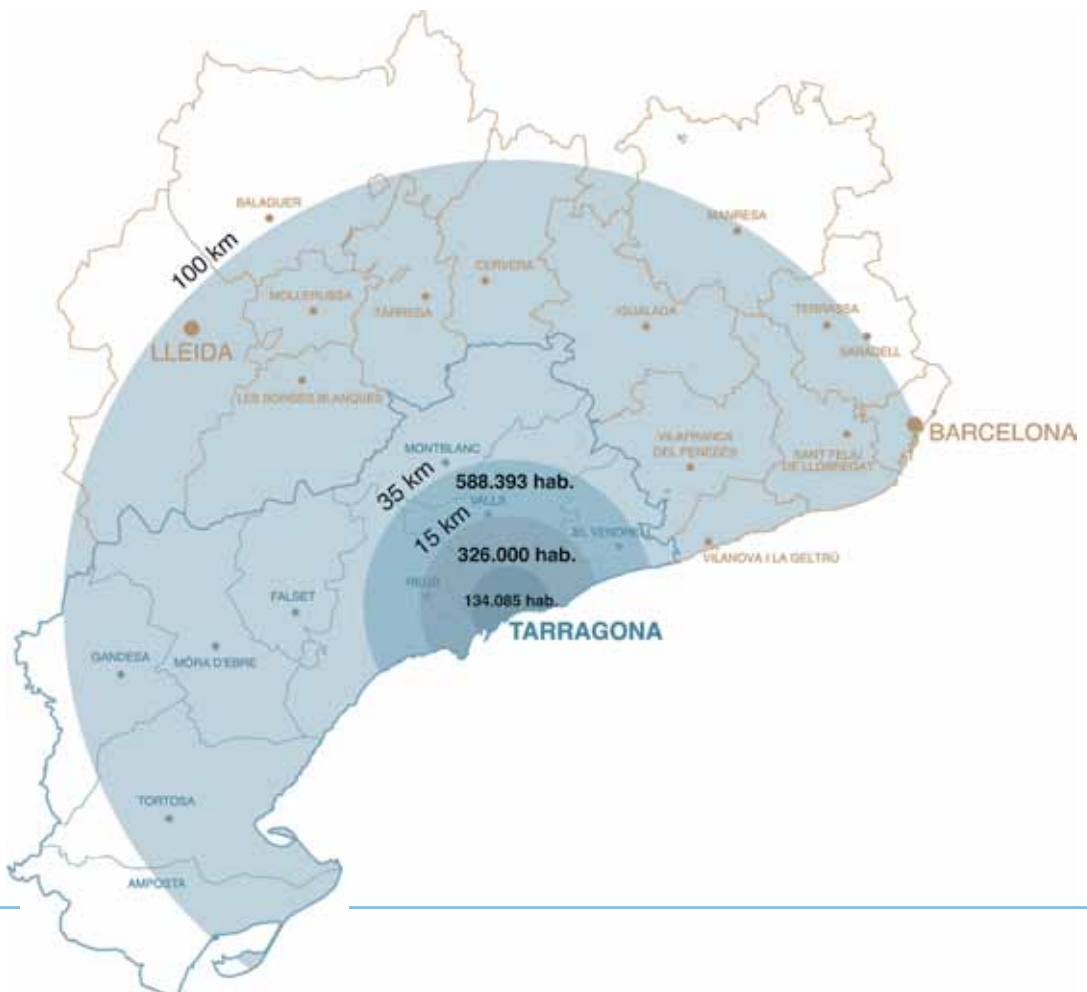 BALAGUER
100 km
MANRESA
CERVERA
MOLLERUSSA
TÀRREGA
IGUALADA
TERRASSA
SABADELL
LLEIDA
LES BORGES BLANQUES
BARCELONA
MONTBLANC
VILAFRANCA
DEL PENEDÈS
SANT FELIU
DE LLOBREGAT
35 km
588.393 hab.
VALLS
15 km
EL VENDRELL
VILANOVA I LA GELTRÚ
326.000 hab.
REUS
134.085 hab.
FALSET
TARRAGONA
GANDESA
MÓRA D'EBRE
TORTOSA
AMPOSTA